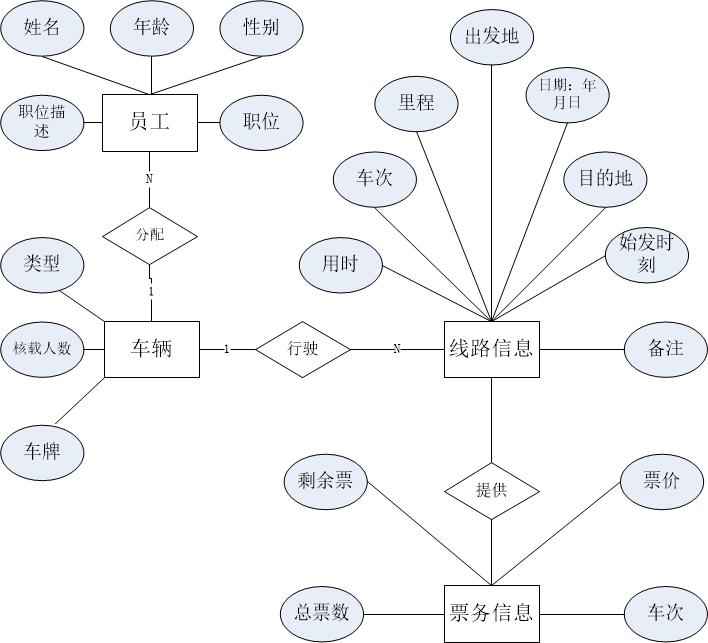 姓名
年龄
性别
出发地
日期：年
月日
里程
职位描
述
员工
职位
车次
目的地
N
分配
始发时
刻
类型
用时
1
核载人数
车辆
1
行驶
N
线路信息
备注
车牌
剩余票
提供
票价
总票数
票务信息
车次